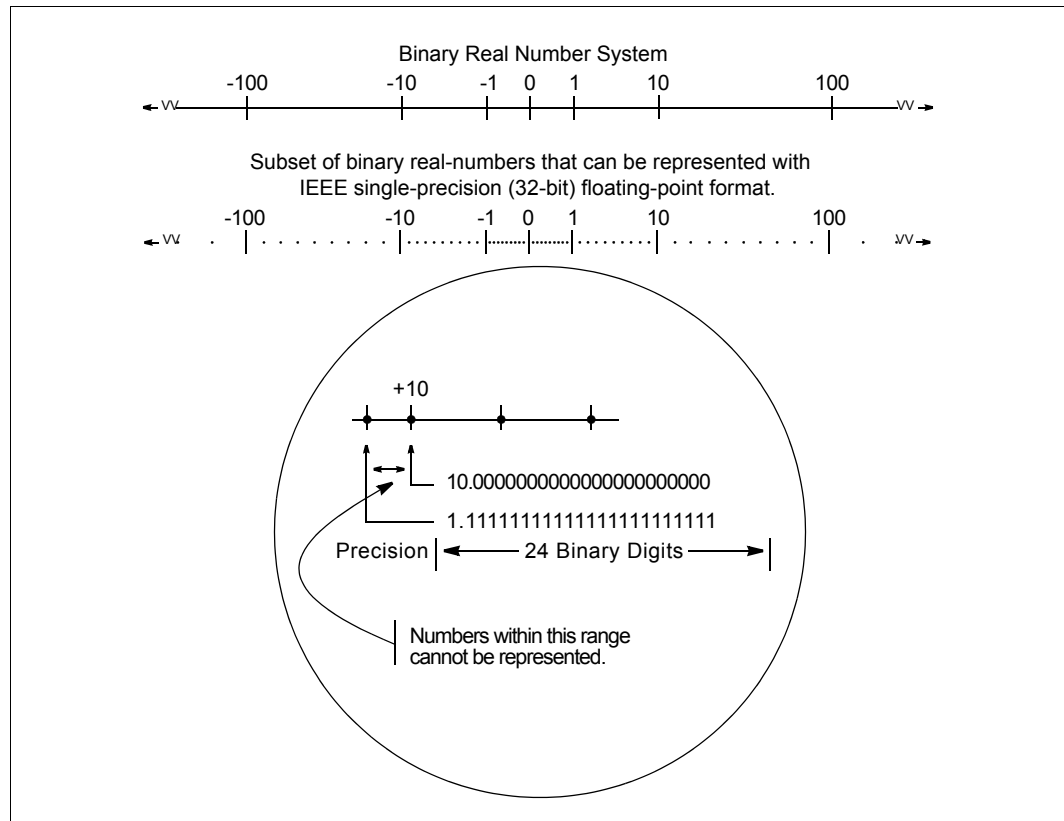 Binary Real Number System
-100 -10 -1 0 1 10 100
Subset of binary real-numbers that can be represented with
IEEE single-precision (32-bit) floating-point format.
-100 -10 -1 0 1 10 100
+10
10.0000000000000000000000
1.11111111111111111111111
Precision 24 Binary Digits
Numbers within this range
cannot be represented.